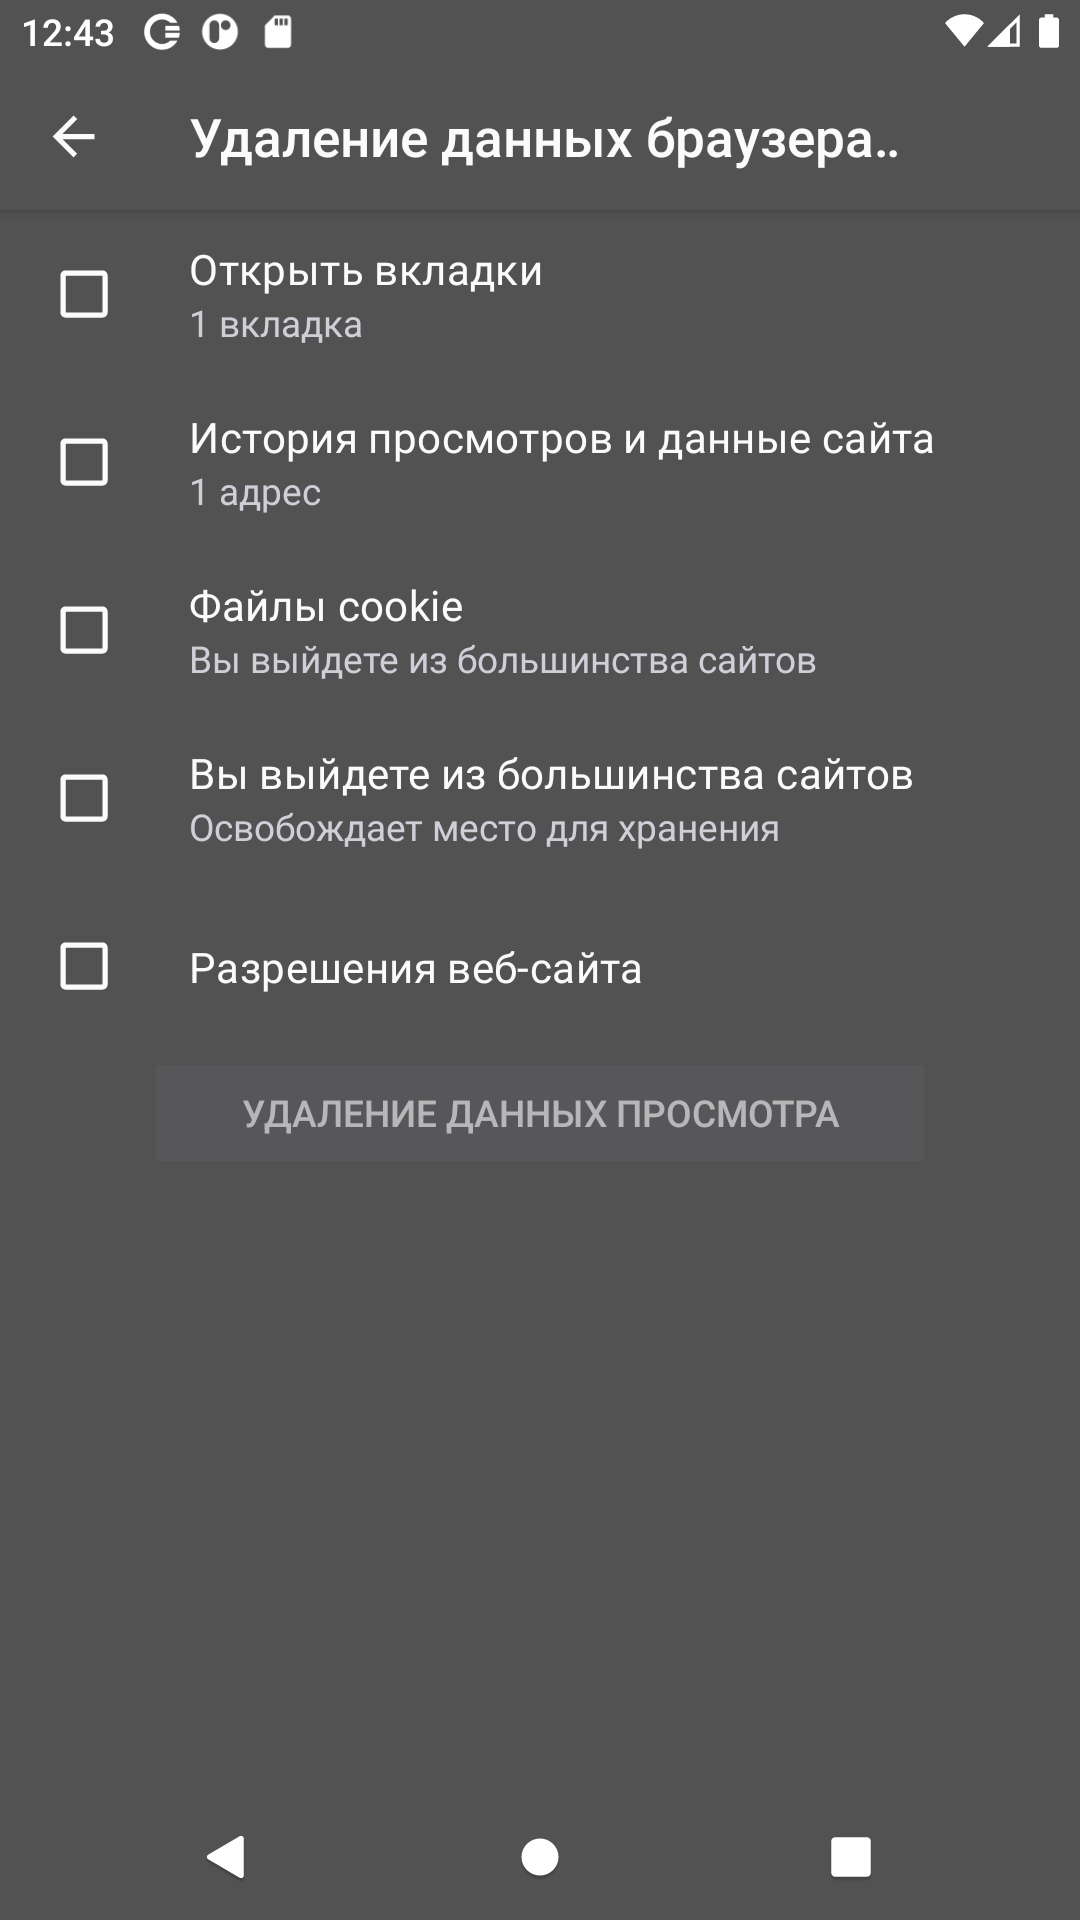 12:43
Удаление данных браузера..
Открыть вкладки
1 вкладка
История просмотров и данные сайта
1 адрес
Файлы cookie
Вы выйдете из большинства сайтов
Вы выйдете из большинства сайтов
Освобождает место для хранения
Разрешения веб-сайта
УДАЛЕНИЕ ДАННЫХ ПРОСМОТРА